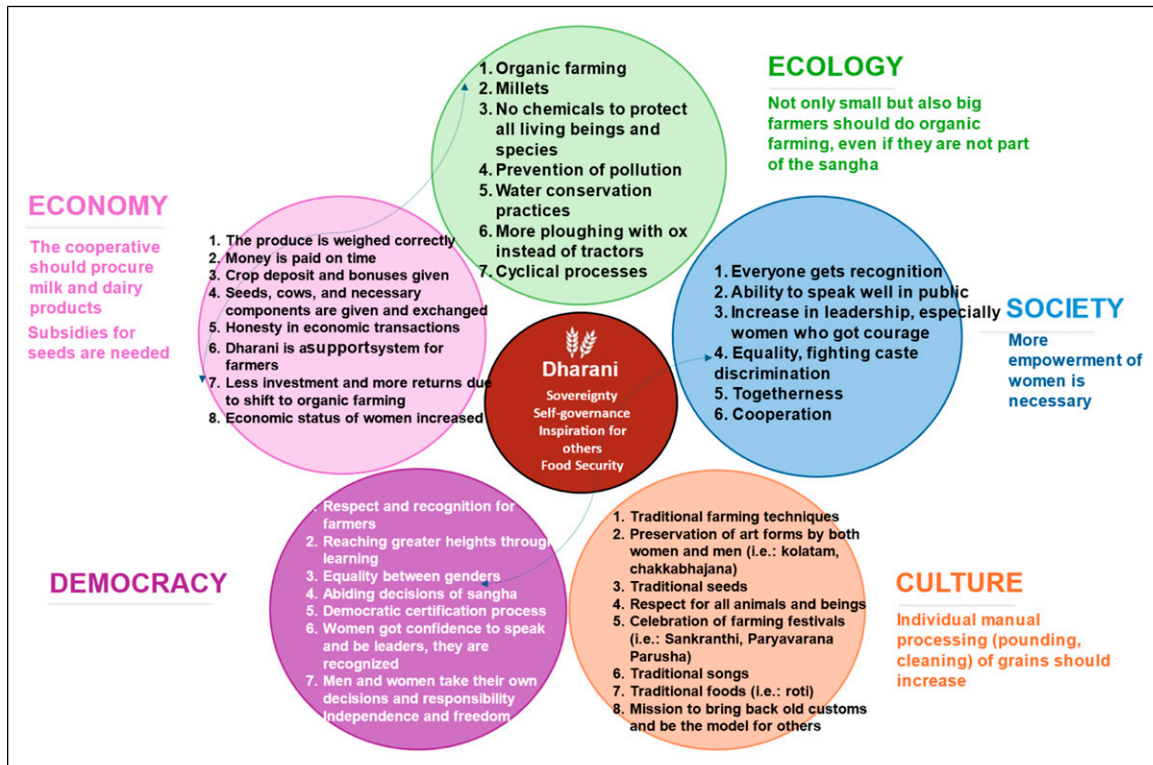 ECOLOGY
Not only small but also big
farmers should do organic
farming, even if they are not part
of the sangha
1. Organic farming
2. Millets
3. No chemicals to protect
all living beings and
species
4. Prevention of pollution
5. Water conservation
practices
6. More ploughing with ox
instead of tractors
7. Cyclical processes
ECONOMY
The cooperative
should procure
milk and dairy
products
Subsidies for
seeds are needed
1. The produce is weighed correctly
2. Money is paid on time
3. Crop deposit and bonuses given
4. Seeds, cows, and necessary
components are given and exchanged
5. Honesty in economic transactions
6. Dharani is asupportsystem for
farmers
7. Less investment and more returns due
to shift to organic farming
8. Economic status of women increased
Dharani
Sovereignty
Self-governance
Inspiration for
others
Food Security
1. Everyone gets recognition
2. Ability to speak well in public
3. Increase in leadership, especially
women who got courage
4. Equality, fighting caste
discrimination
5. Togetherness
6. Cooperation
SOCIETY
More
empowerment of
women is
necessary
DEMOCRACY
Respect and recognition for
farmers
2. Reaching greater heights through
learning
3. Equality between genders
4. Abiding decisions of sangha
5. Democratic certification process
6. Women got confidence to speak
and be leaders, they are
recognized
7. Men and women take their own
decisions and responsibility
Independence and freedom
1. Traditional farming techniques
2. Preservation of art forms by both
women and men (i.e.: kolatam,
chakkabhajana)
3. Traditional seeds
4. Respect for all animals and beings
5. Celebration of farming festivals
(i.e.: Sankranthi, Paryavarana
Parusha)
6. Traditional songs
7. Traditional foods (i.e.: roti)
8. Mission to bring back old customs
and be the model for others
CULTURE
Individual manual
processing (pounding,
cleaning) of grains should
increase